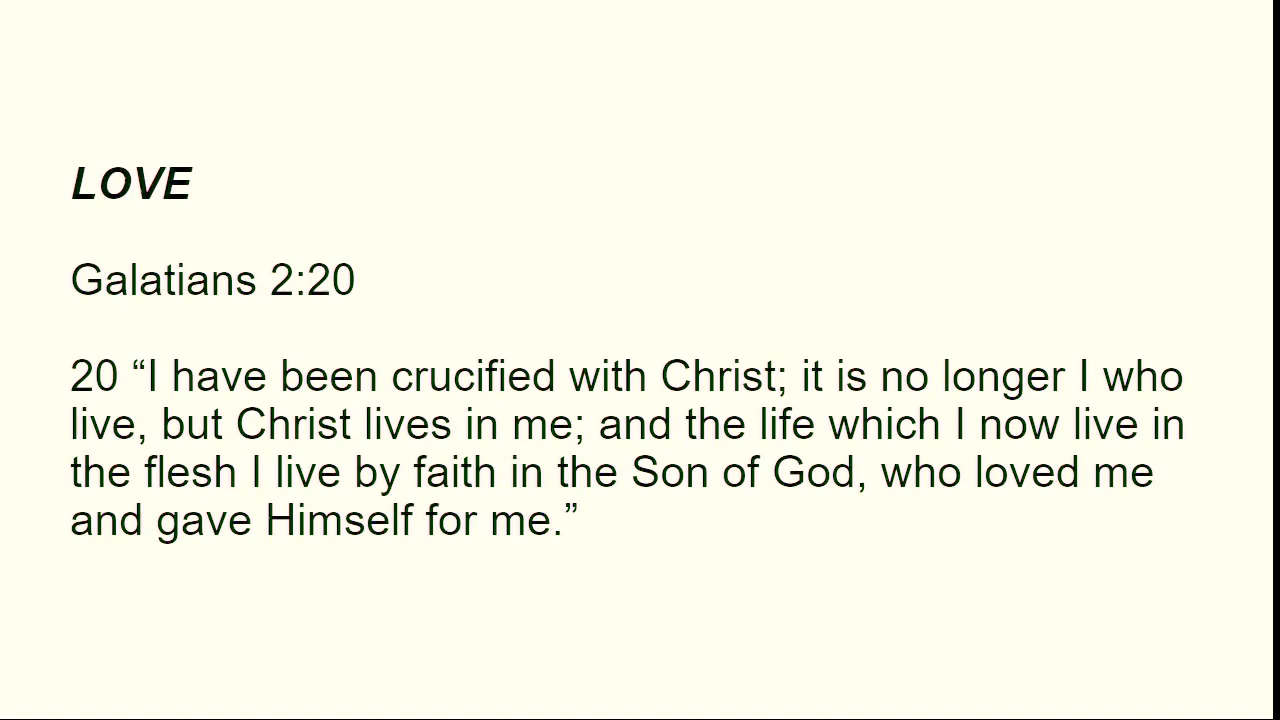 LOVE
Galatians 2:20
20 “I have been crucified with Christ; it is no longer I who
live, but Christ lives in me; and the life which I now live in
the flesh I live by faith in the Son of God, who loved me
and gave Himself for me.”